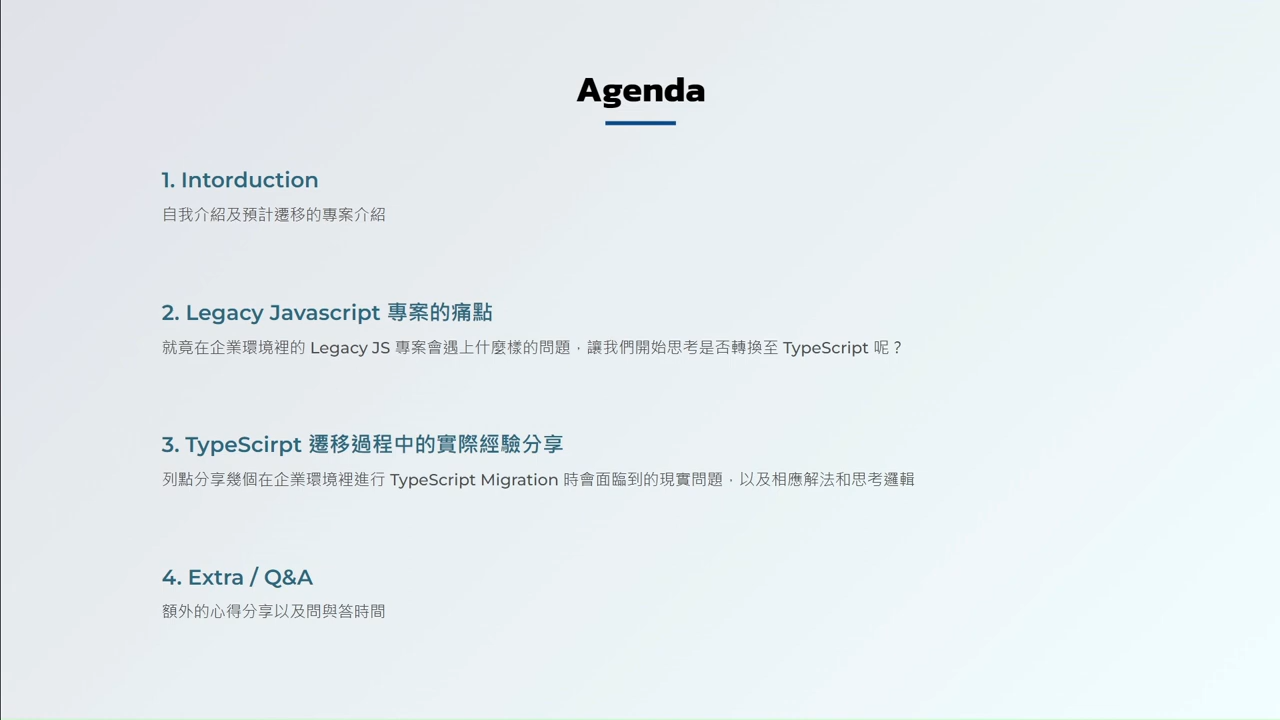 Agenda
1. Intorduction
自我介紹及預計遷移的專案介紹
2. Legacy Javascript 專案的痛點
就竟在企業環境裡的 Legacy JS 專案會遇上什麼樣的問題，讓我們開始思考是否轉換至 TypeScript 呢？
3. TypeScirpt 遷移過程中的實際經驗分享
列點分享幾個在企業環境裡進行 TypeScript Migration 時會面臨到的現實問題，以及相應解法和思考邏輯
4. Extra / Q&A
額外的心得分享以及問與答時間